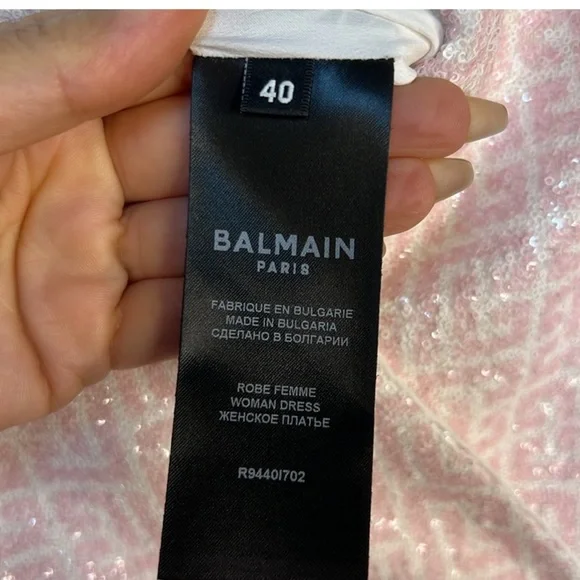 40
BALMAIN
PARIS
FABRIQUE EN BULGARIE
MADE IN BULGARIA
СДЕЛАНО В БОЛГАРИИ
ROBE FEMME
WOMAN DRESS
ЖЕНСКОЕ ПЛАТЬЕ
R9440I702